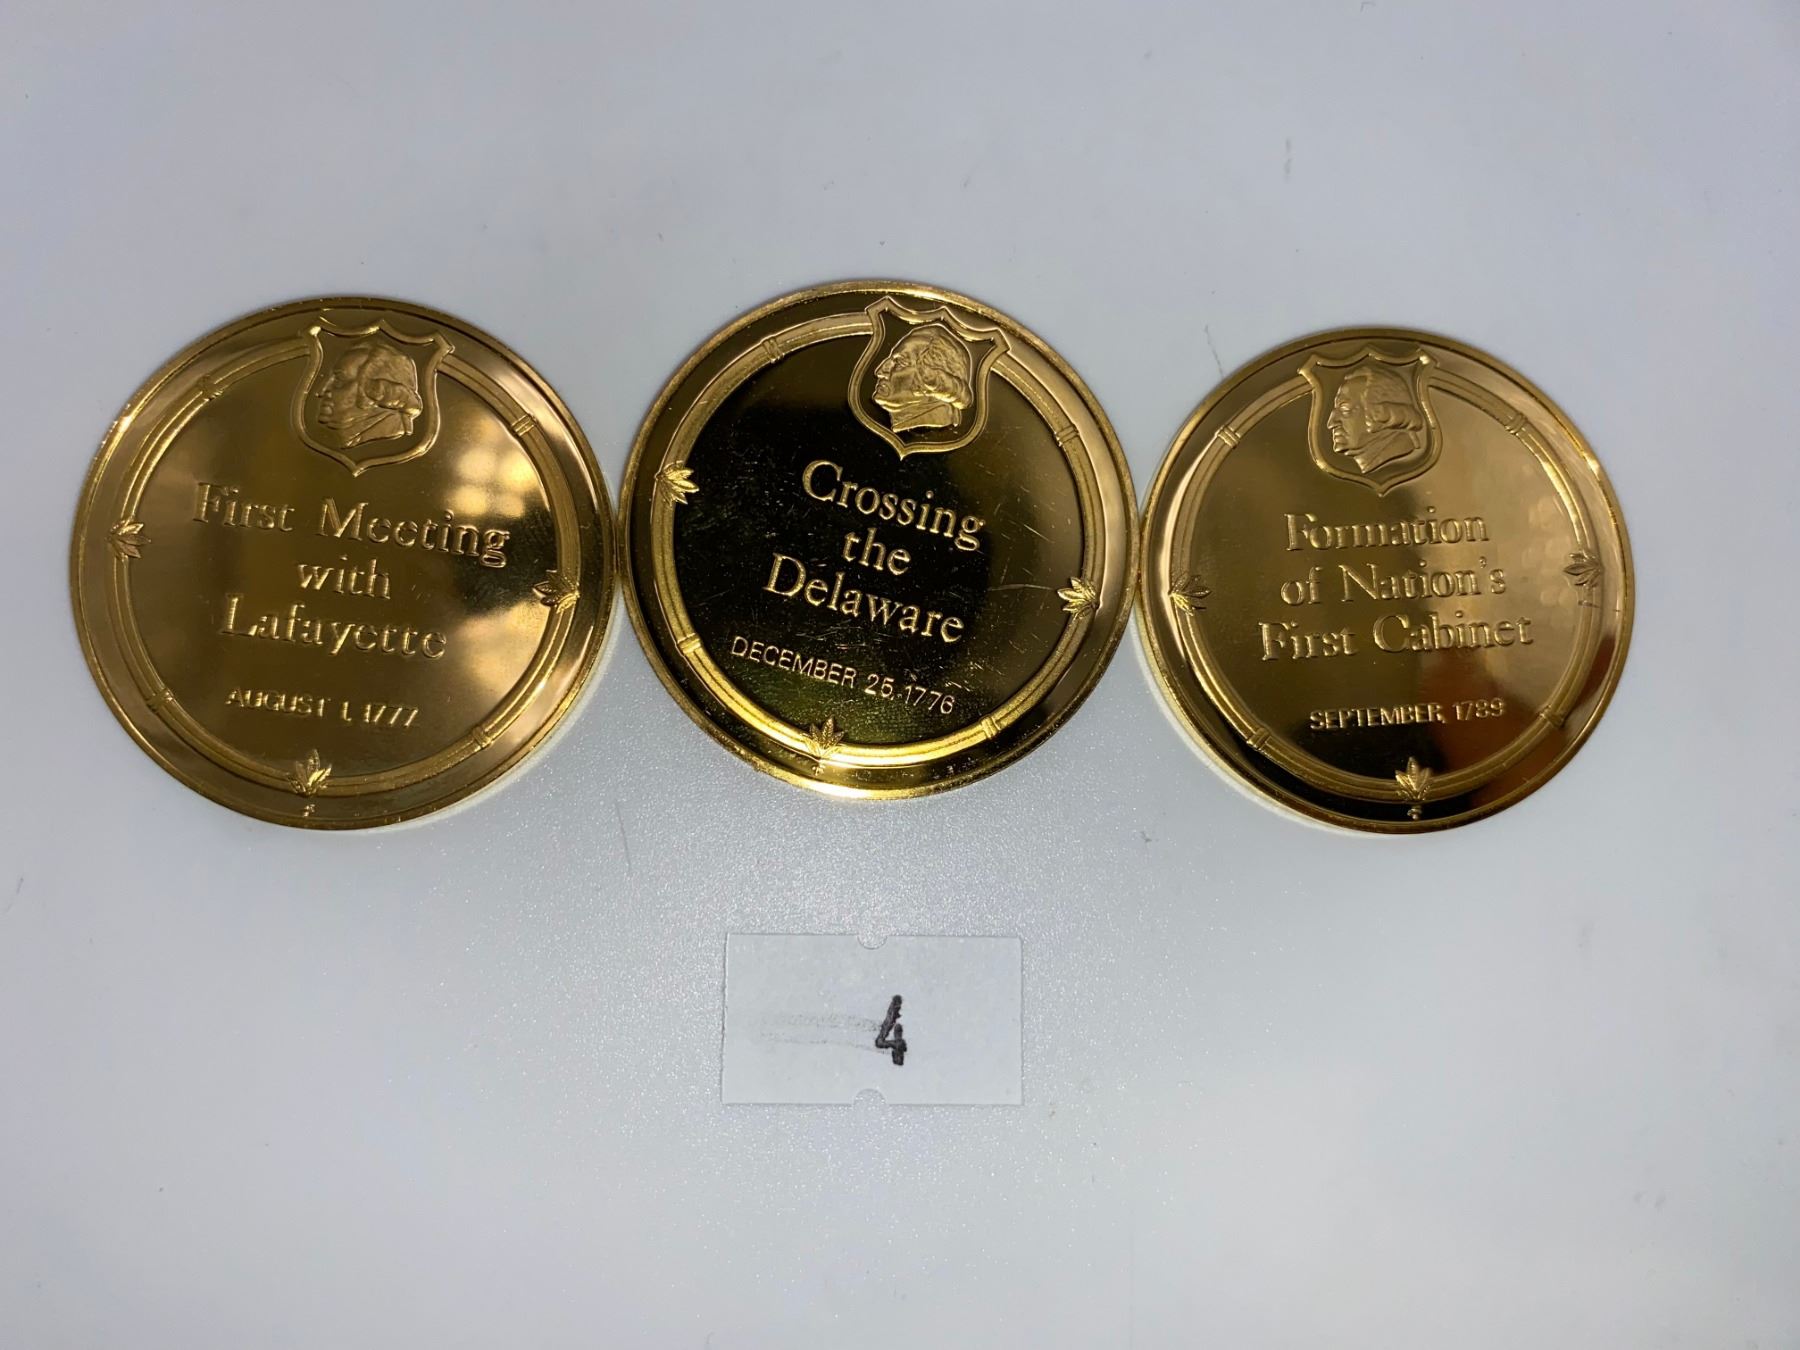 First Meeting
with
Lafayette
AUGUST 1, 1777
Crossing
the
Delaware
DECEMBER 25, 1776
Formation
of Nation's
First Cabinet
SEPTEMBER, 1789
4